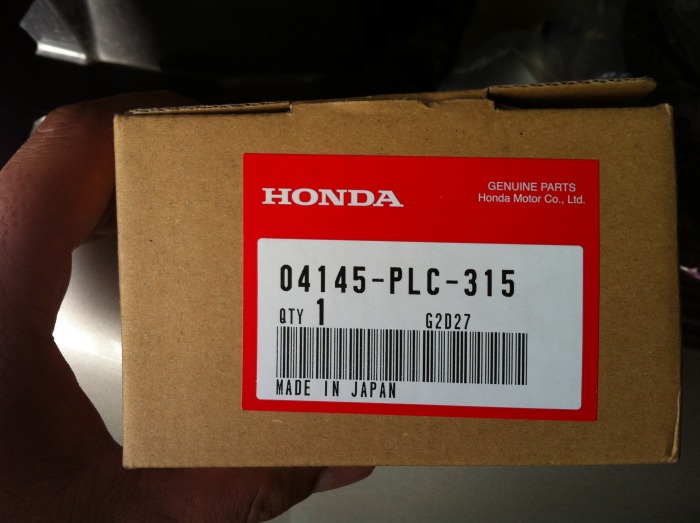 HONDA
GENUINE PARTS
Honda Motor Co., Ltd.
04145-PLC-315
QTY 1 G2D27
MADE IN JAPAN